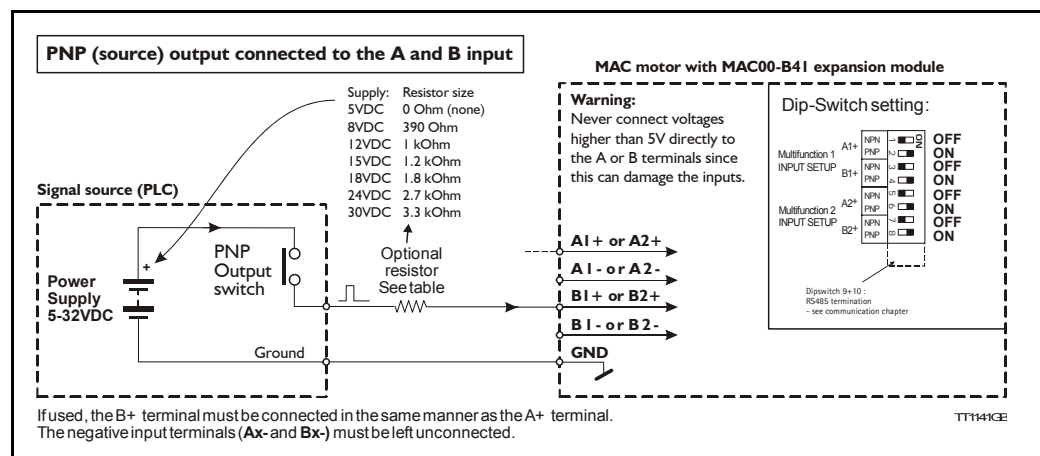 PNP (source) output connected to the A and B input
MAC motor with MAC00-B41 expansion module
Supply: Resistor size
5VDC 0 Ohm (none)
8VDC 390 Ohm
12VDC 1 kOhm
15VDC 1.2 kOhm
18VDC 1.8 kOhm
24VDC 2.7 kOhm
30VDC 3.3 kOhm
Warning:
Never connect voltages
higher than 5V directly to
the A or B terminals since
this can damage the inputs.
Dip-Switch setting:
Multifunction 1
INPUT SETUP
A1+ NPN 1 ON OFF
PNP 2 ON
B1+ NPN 3 OFF
PNP 4 ON
Multifunction 2
INPUT SETUP
A2+ NPN 5 OFF
PNP 6 ON
B2+ NPN 7 OFF
PNP 8 ON
Dipswitch 9+10 :
RS485 termination
- see communication chapter
Signal source (PLC)
+
PNP
Output
switch
Power
Supply
5-32VDC
Optional
resistor
See table
A1+ or A2+
A1- or A2-
B1+ or B2+
B1- or B2-
Ground
GND
If used, the B+ terminal must be connected in the same manner as the A+ terminal.
The negative input terminals (Ax- and Bx-) must be left unconnected.
TT1141GB